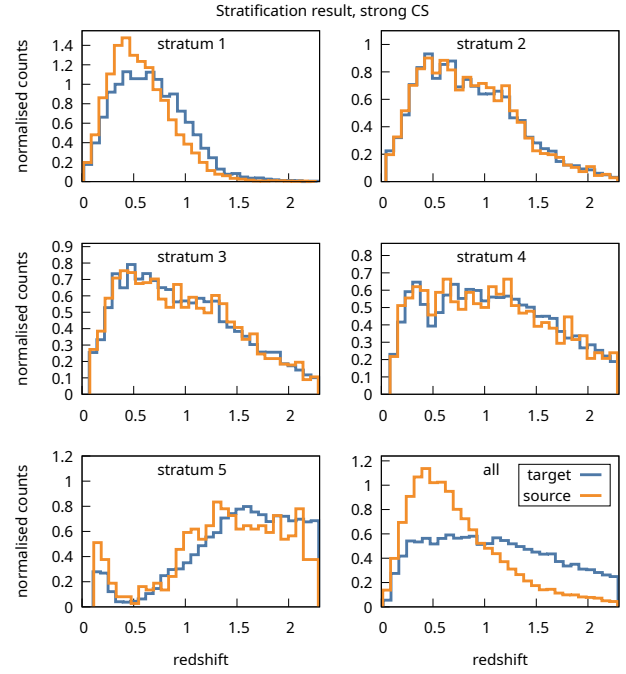 Stratification result, strong CS
normalised counts
stratum 1
0
0.2
0.4
0.6
0.8
1
1.2
1.4
0 0.5 1 1.5 2
stratum 2
0
0.2
0.4
0.6
0.8
1
0 0.5 1 1.5 2
normalised counts
stratum 3
0
0.1
0.2
0.3
0.4
0.5
0.6
0.7
0.8
0.9
0 0.5 1 1.5 2
stratum 4
0
0.1
0.2
0.3
0.4
0.5
0.6
0.7
0.8
0 0.5 1 1.5 2
normalised counts
stratum 5
0
0.2
0.4
0.6
0.8
1
1.2
0 0.5 1 1.5 2
redshift
all
target
source
0
0.2
0.4
0.6
0.8
1
1.2
0 0.5 1 1.5 2
redshift